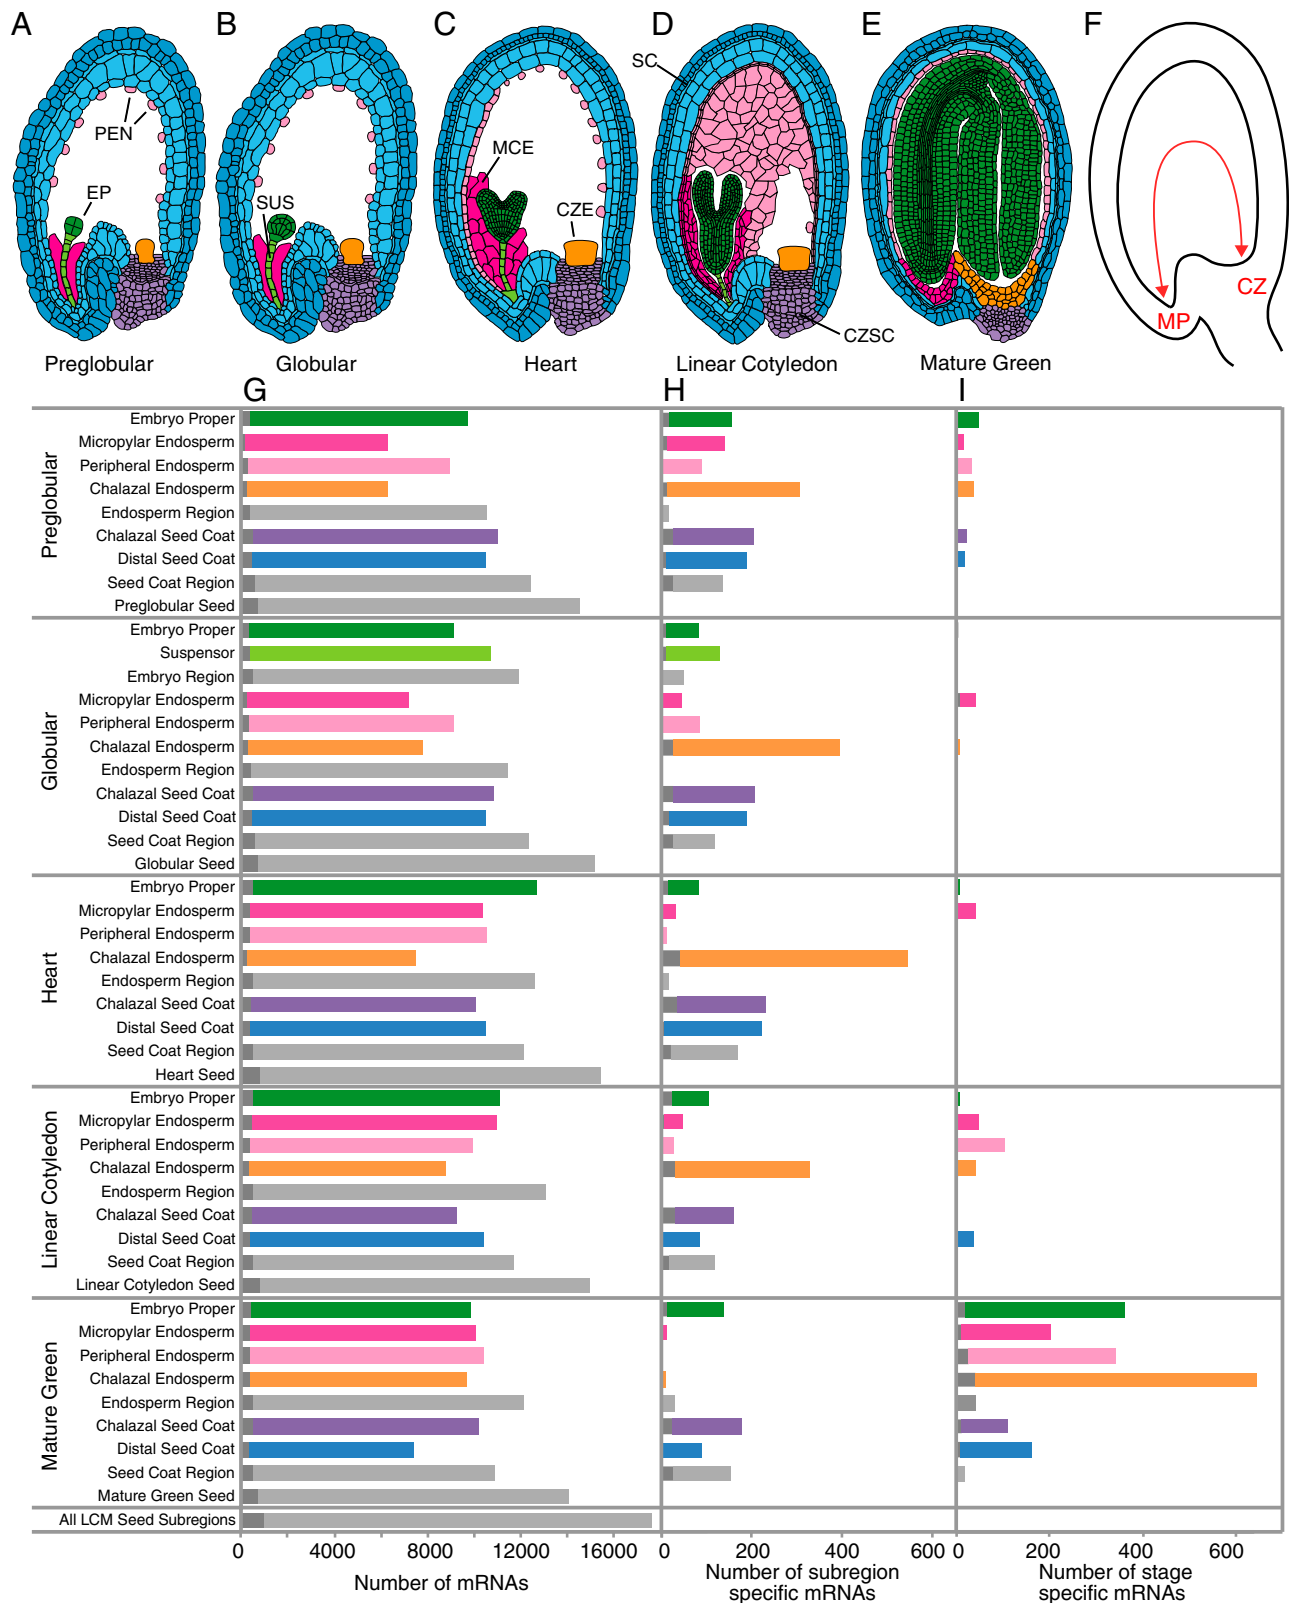 A
B
C
D
E
F
PEN
EP
SUS
MCE
CZE
SC
CZSC
MP
CZ
Preglobular
Globular
Heart
Linear Cotyledon
Mature Green
G
H
I
Preglobular
Embryo Proper
Micropylar Endosperm
Peripheral Endosperm
Chalazal Endosperm
Endosperm Region
Chalazal Seed Coat
Distal Seed Coat
Seed Coat Region
Preglobular Seed
Globular
Embryo Proper
Suspensor
Embryo Region
Micropylar Endosperm
Peripheral Endosperm
Chalazal Endosperm
Endosperm Region
Chalazal Seed Coat
Distal Seed Coat
Seed Coat Region
Globular Seed
Heart
Embryo Proper
Micropylar Endosperm
Peripheral Endosperm
Chalazal Endosperm
Endosperm Region
Chalazal Seed Coat
Distal Seed Coat
Seed Coat Region
Heart Seed
Linear Cotyledon
Embryo Proper
Micropylar Endosperm
Peripheral Endosperm
Chalazal Endosperm
Endosperm Region
Chalazal Seed Coat
Distal Seed Coat
Seed Coat Region
Linear Cotyledon Seed
Mature Green
Embryo Proper
Micropylar Endosperm
Peripheral Endosperm
Chalazal Endosperm
Endosperm Region
Chalazal Seed Coat
Distal Seed Coat
Seed Coat Region
Mature Green Seed
All LCM Seed Subregions
0 4000 8000 12000 16000
Number of mRNAs
0 200 400 600
Number of subregion
specific mRNAs
0 200 400 600
Number of stage
specific mRNAs